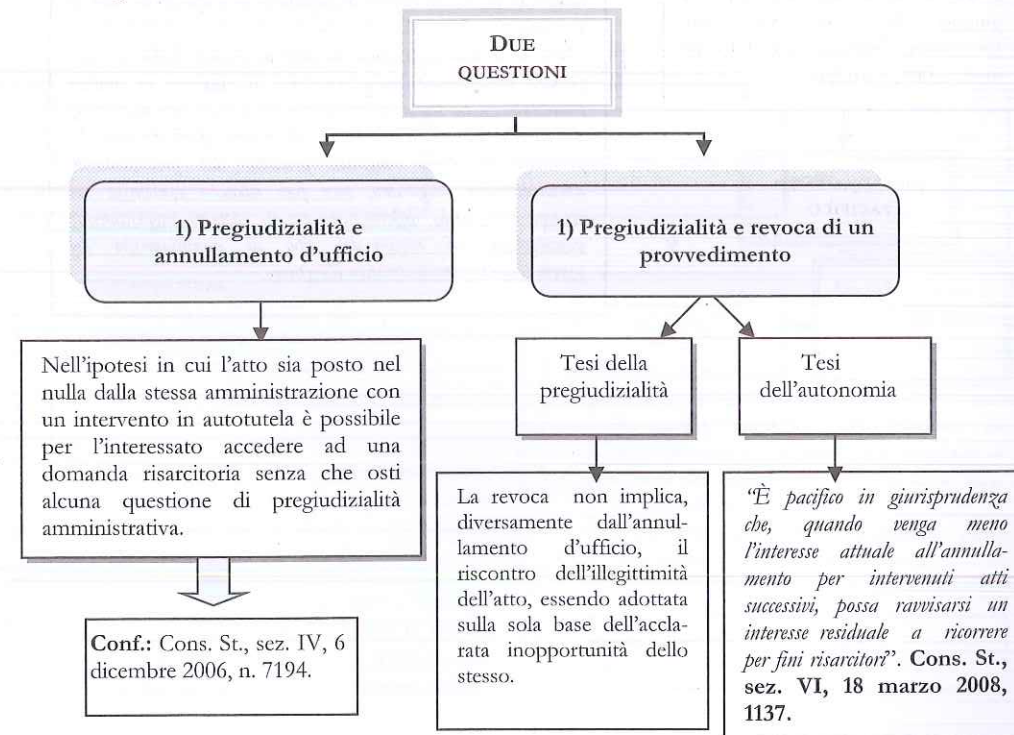 DUE
QUESTIONI
1) Pregiudizialità e
annullamento d'ufficio
1) Pregiudizialità e revoca di un
provvedimento
Nell'ipotesi in cui l'atto sia posto nel
nulla dalla stessa amministrazione con
un intervento in autotutela è possibile
per l'interessato accedere ad una
domanda risarcitoria senza che osti
alcuna questione di pregiudizialità
amministrativa.
Conf.: Cons. St., sez. IV, 6
dicembre 2006, n. 7194.
Tesi della
pregiudizialità
Tesi
dell'autonomia
La revoca non implica,
diversamente dall'annul-
lamento d'ufficio, il
riscontro dell'illegittimità
dell'atto, essendo adottata
sulla sola base dell'accla-
rata inopportunità dello
stesso.
"È pacifico in giurisprudenza
che, quando venga meno
l'interesse attuale all'annulla-
mento per intervenuti atti
successivi, possa ravvisarsi un
interesse residuale a ricorrere
per fini risarcitori". Cons. St.,
sez. VI, 18 marzo 2008,
1137.